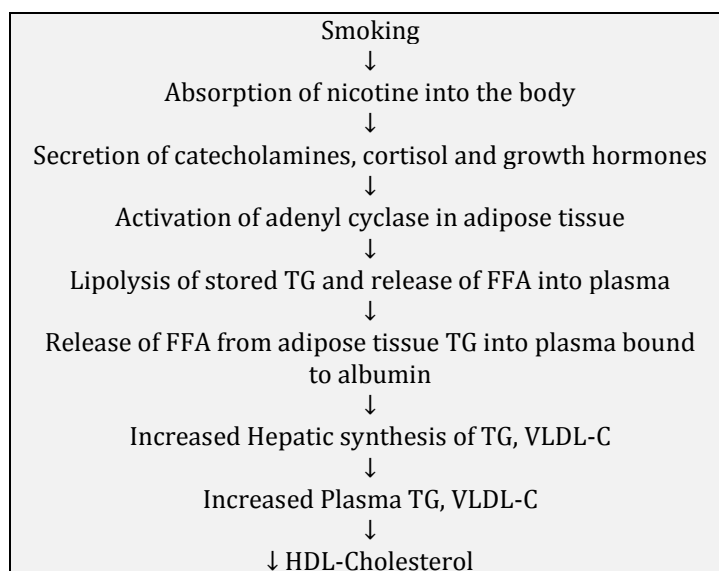 Smoking
↓
Absorption of nicotine into the body
↓
Secretion of catecholamines, cortisol and growth hormones
↓
Activation of adenyl cyclase in adipose tissue
↓
Lipolysis of stored TG and release of FFA into plasma
↓
Release of FFA from adipose tissue TG into plasma bound
to albumin
↓
Increased Hepatic synthesis of TG, VLDL-C
↓
Increased Plasma TG, VLDL-C
↓
↓ HDL-Cholesterol